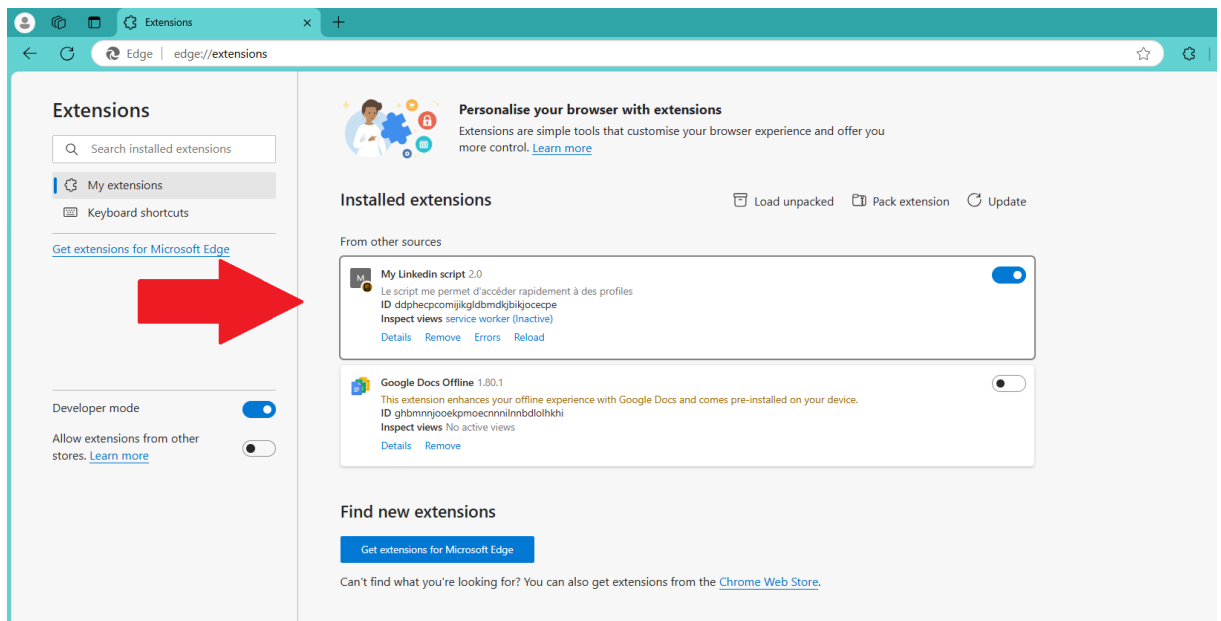 Extensions
Edge
edge://extensions
Extensions
Search installed extensions
My extensions
Keyboard shortcuts
Get extensions for Microsoft Edge
Developer mode
Allow extensions from other
stores. Learn more
Personalise your browser with extensions
Extensions are simple tools that customise your browser experience and offer you
more control. Learn more
Installed extensions
Load unpacked
Pack extension
Update
From other sources
M
My Linkedin script 2.0
Le script me permet d'accéder rapidement à des profiles
ID ddphecpcomijikgldbmdkjbikjocecpe
Inspect views service worker (Inactive)
Details Remove Errors Reload
Google Docs Offline 1.80.1
This extension enhances your offline experience with Google Docs and comes pre-installed on your device.
ID ghbmnnjooekpmoecnnnilnnbdlolhkhi
Inspect views No active views
Details Remove
Find new extensions
Get extensions for Microsoft Edge
Can't find what you're looking for? You can also get extensions from the Chrome Web Store.